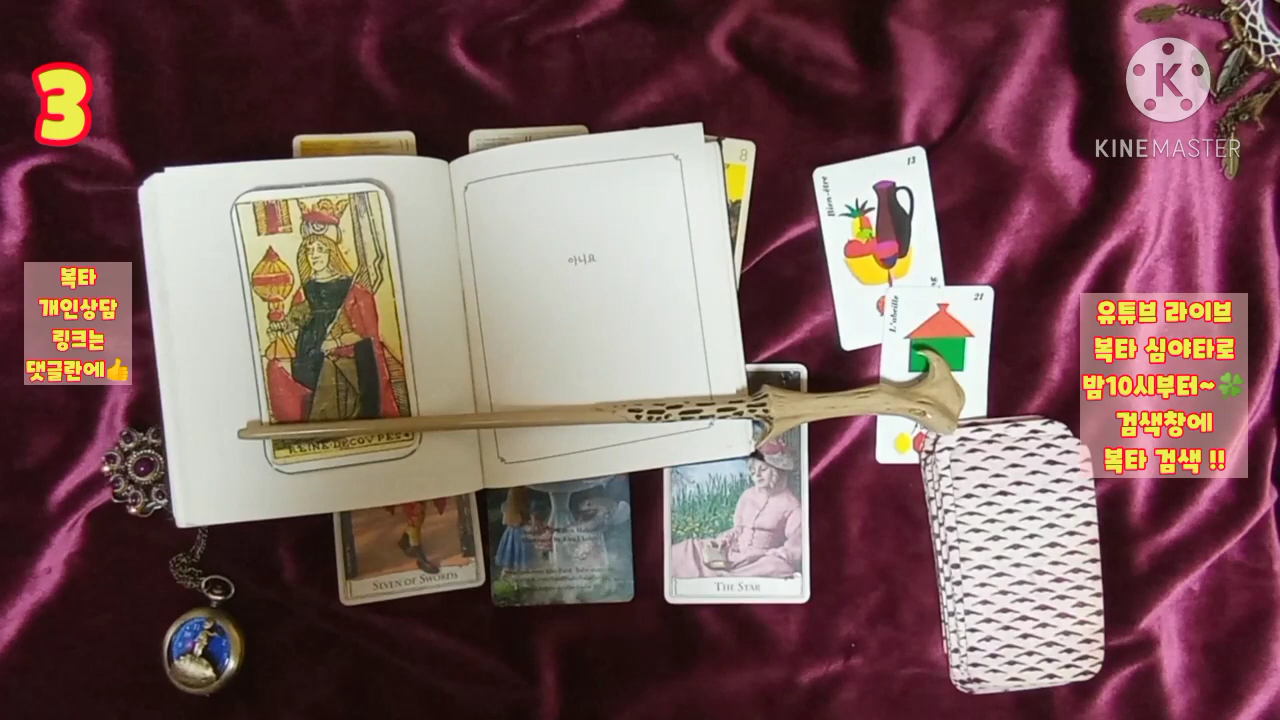 3
KINEMASTER
복타
개인상담
링크는
댓글란에👍
유튜브 라이브
복타 심야타로
밤10시부터~🍀
검색창에
복타 검색 !!
아니요
8
13
Bien-être
21
L'abeille
REINE·DE·COVPES
SEVEN OF SWORDS
THE STAR